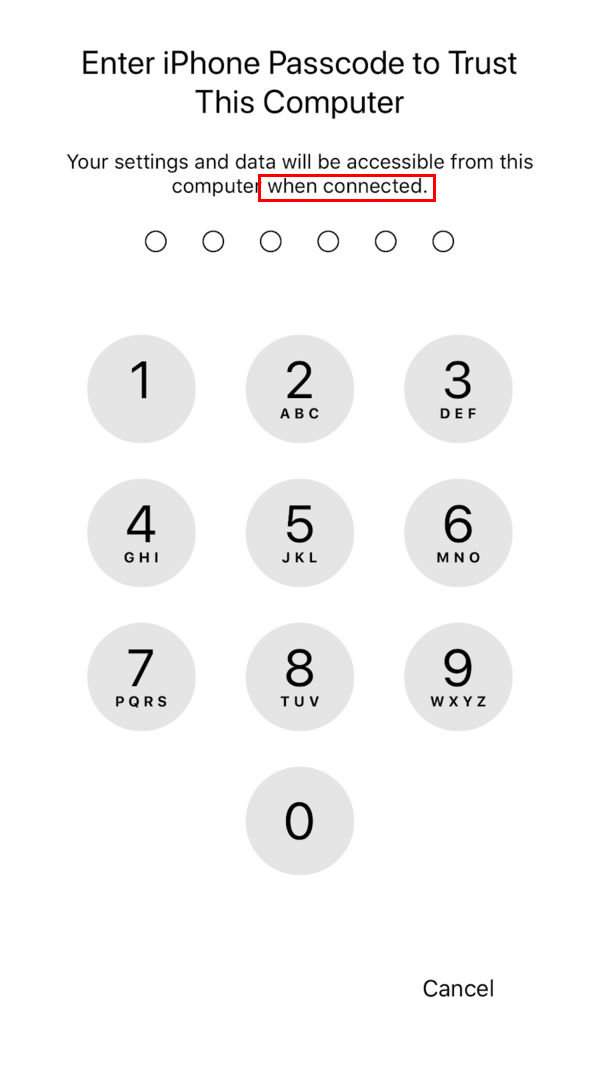 Enter iPhone Passcode to Trust
This Computer
Your settings and data will be accessible from this
computer when connected.
1 2 3
ABC DEF
4 5 6
GHI JKL MNO
7 8 9
PQRS TUV WXYZ
0
Cancel